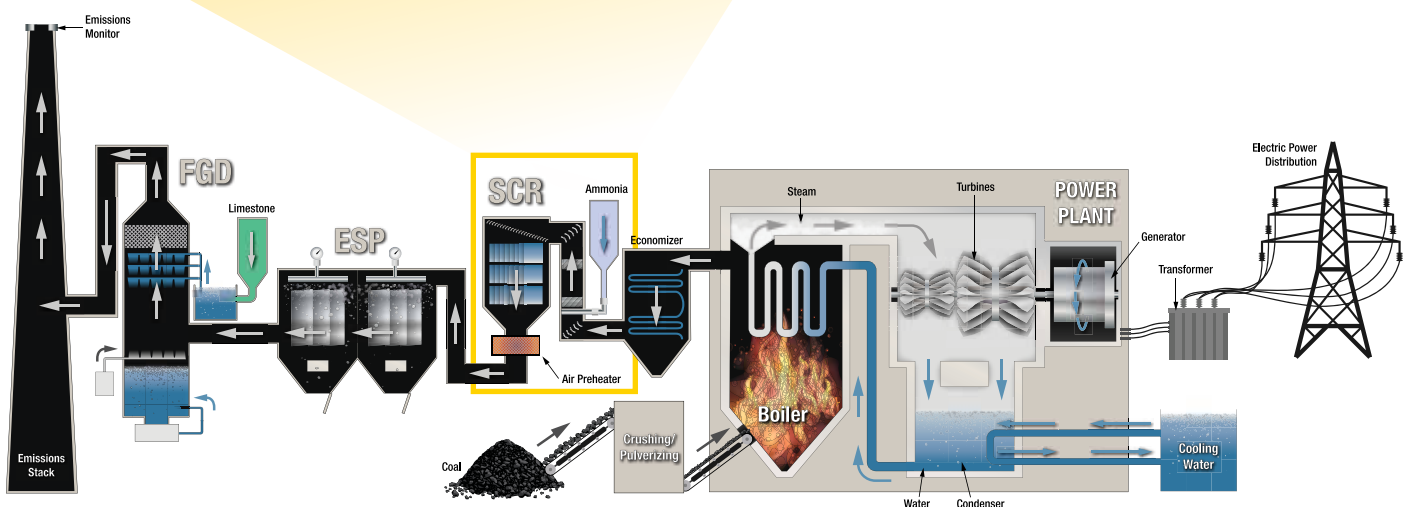 Emissions
Monitor
FGD
Limestone
ESP
SCR
Ammonia
Economizer
Air Preheater
Steam
Turbines
POWER
PLANT
Generator
Transformer
Electric Power
Distribution
Boiler
Crushing/
Pulverizing
Coal
Cooling
Water
Water
Condenser
Emissions
Stack